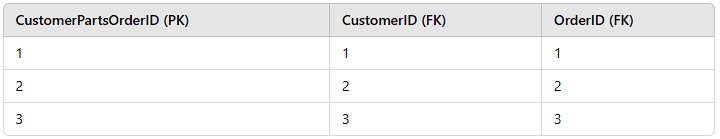 CustomerPartsOrderID (PK) CustomerID (FK) OrderID (FK)
1 1 1
2 2 2
3 3 3